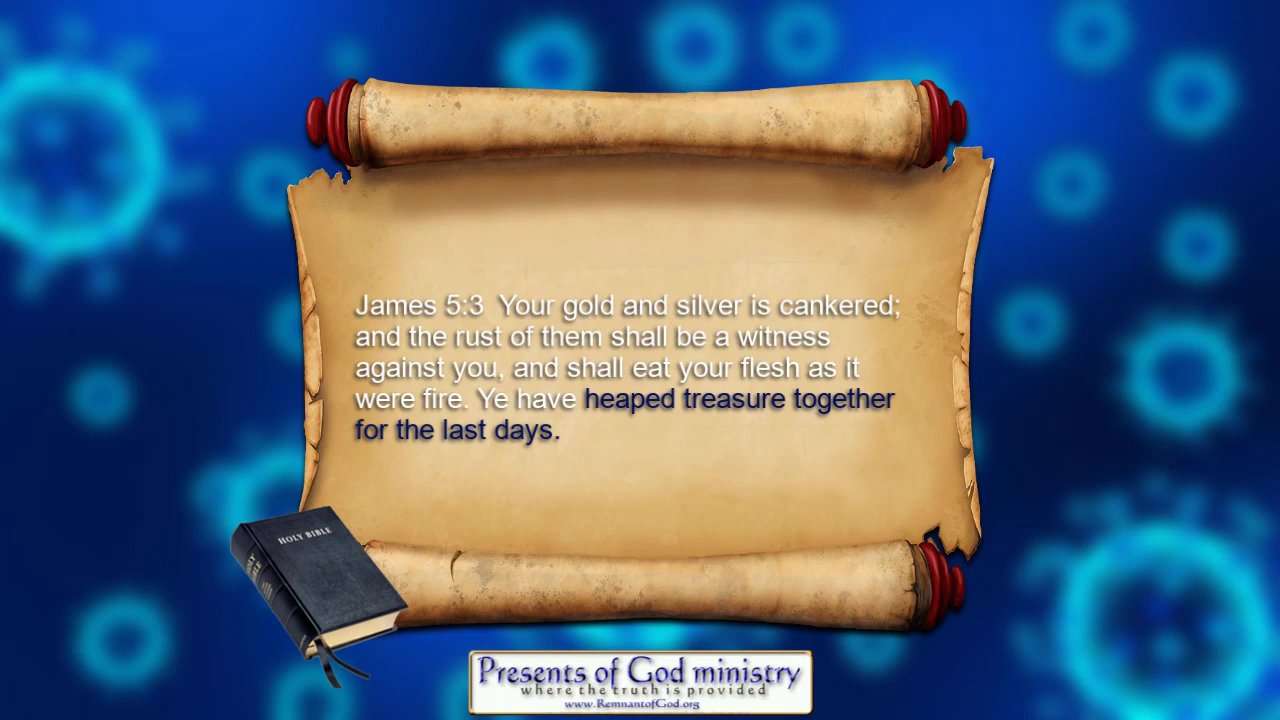 James 5:3  Your gold and silver is cankered;
and the rust of them shall be a witness
against you, and shall eat your flesh as it
were fire. Ye have heaped treasure together
for the last days.
HOLY BIBLE
Presents of God ministry
where the truth is provided
www.RemnantofGod.org